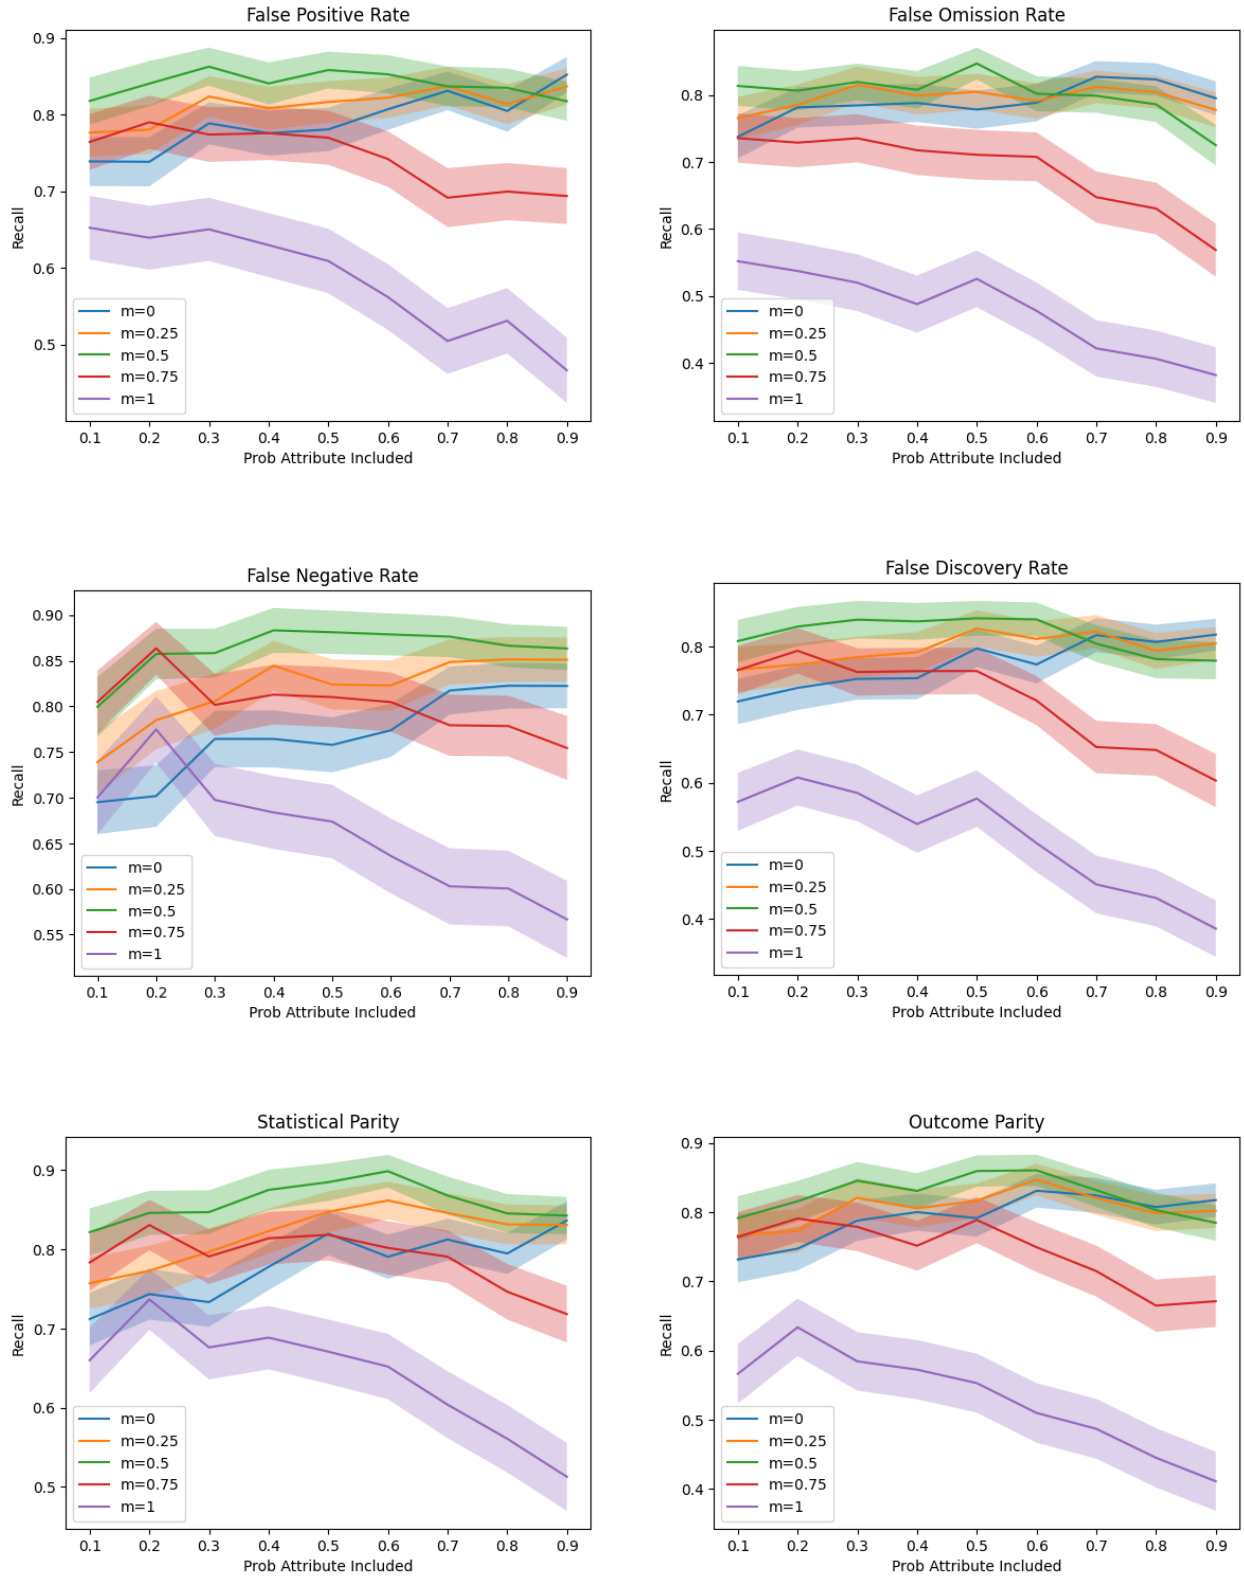 False Positive Rate
0.9
0.8
0.7
0.6
0.5
Recall
m=0
m=0.25
m=0.5
m=0.75
m=1
0.1 0.2 0.3 0.4 0.5 0.6 0.7 0.8 0.9
Prob Attribute Included
False Omission Rate
0.8
0.7
0.6
0.5
0.4
Recall
m=0
m=0.25
m=0.5
m=0.75
m=1
0.1 0.2 0.3 0.4 0.5 0.6 0.7 0.8 0.9
Prob Attribute Included
False Negative Rate
0.90
0.85
0.80
0.75
0.70
0.65
0.60
0.55
Recall
m=0
m=0.25
m=0.5
m=0.75
m=1
0.1 0.2 0.3 0.4 0.5 0.6 0.7 0.8 0.9
Prob Attribute Included
False Discovery Rate
0.8
0.7
0.6
0.5
0.4
Recall
m=0
m=0.25
m=0.5
m=0.75
m=1
0.1 0.2 0.3 0.4 0.5 0.6 0.7 0.8 0.9
Prob Attribute Included
Statistical Parity
0.9
0.8
0.7
0.6
0.5
Recall
m=0
m=0.25
m=0.5
m=0.75
m=1
0.1 0.2 0.3 0.4 0.5 0.6 0.7 0.8 0.9
Prob Attribute Included
Outcome Parity
0.9
0.8
0.7
0.6
0.5
0.4
Recall
m=0
m=0.25
m=0.5
m=0.75
m=1
0.1 0.2 0.3 0.4 0.5 0.6 0.7 0.8 0.9
Prob Attribute Included